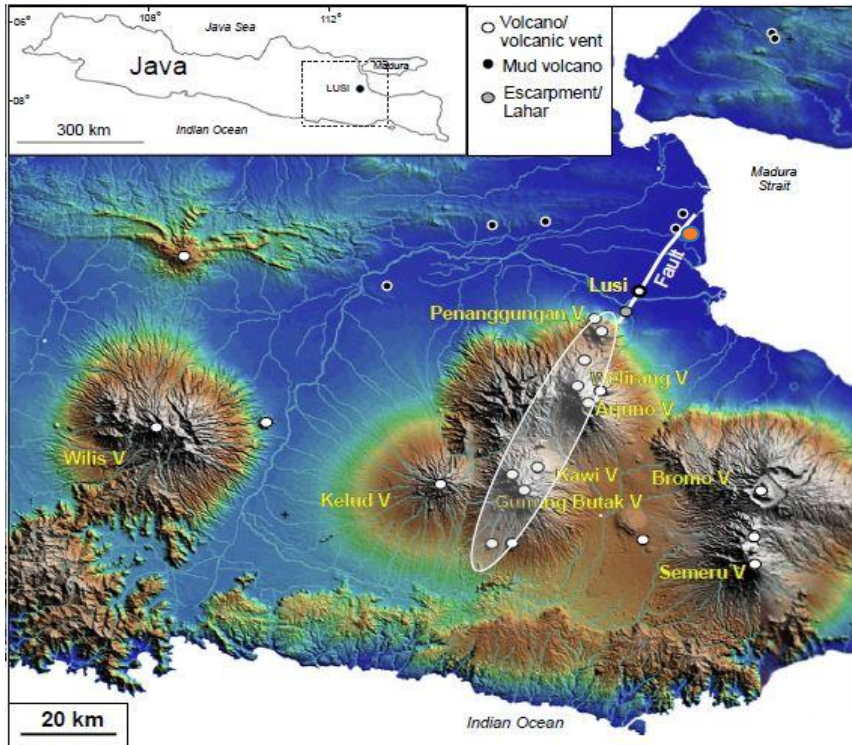 108°
112°
06°
Java Sea
Java
Madura
LUSI
08°
300 km
Indian Ocean
Volcano/
volcanic vent
Mud volcano
Escarpment/
Lahar
Madura
Strait
Fault
Lusi
Penanggungan V
Welirang V
Wilis V
Kawi V
Bromo V
Kelud V
Gunung Butak V
Semeru V
20 km
Indian Ocean